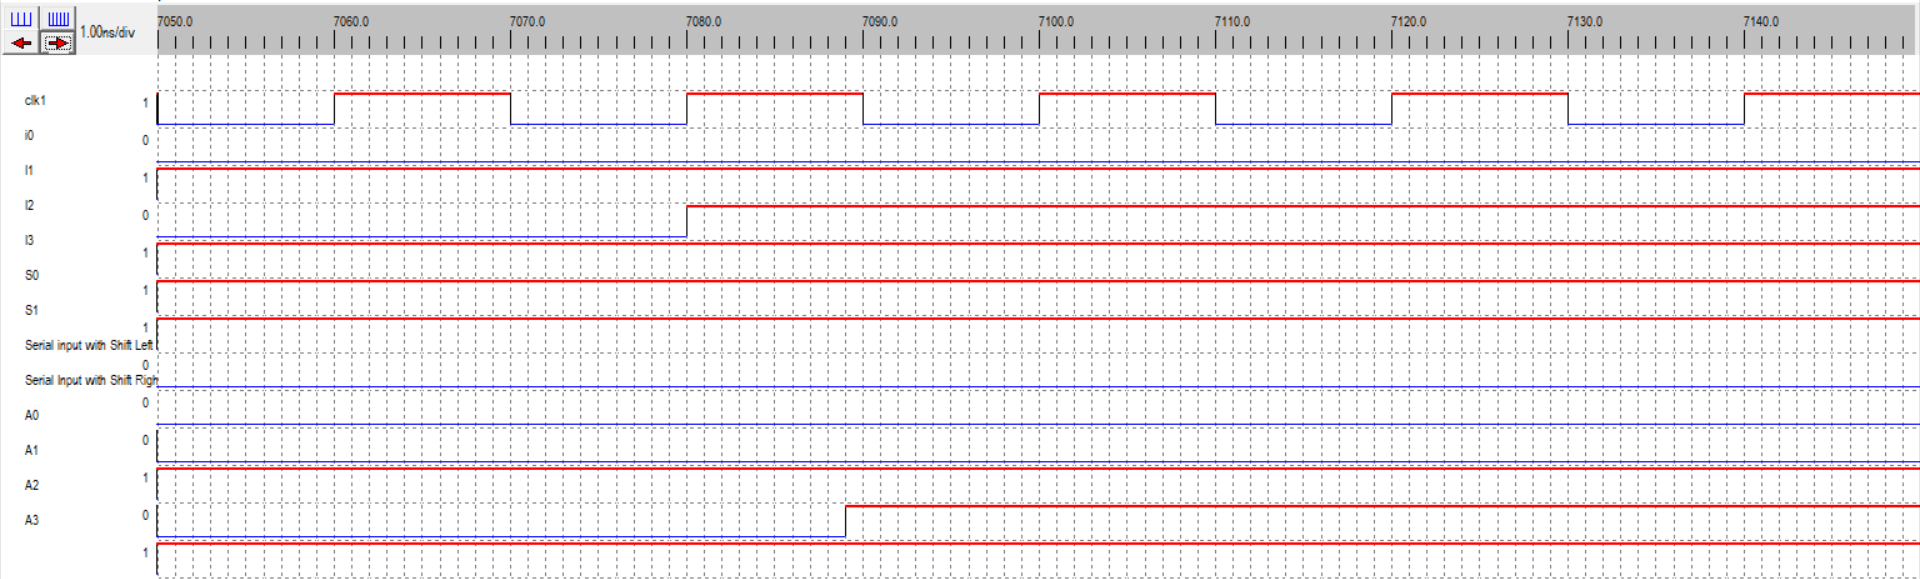 7050.0 7060.0 7070.0 7080.0 7090.0 7100.0 7110.0 7120.0 7130.0 7140.0
1.00ns/div
clk1 1
i0 0
I1 1
I2 0
I3 1
S0 1
S1 1
Serial input with Shift Left 0
Serial Input with Shift Righ 0
A0 0
A1 1
A2 0
A3 1